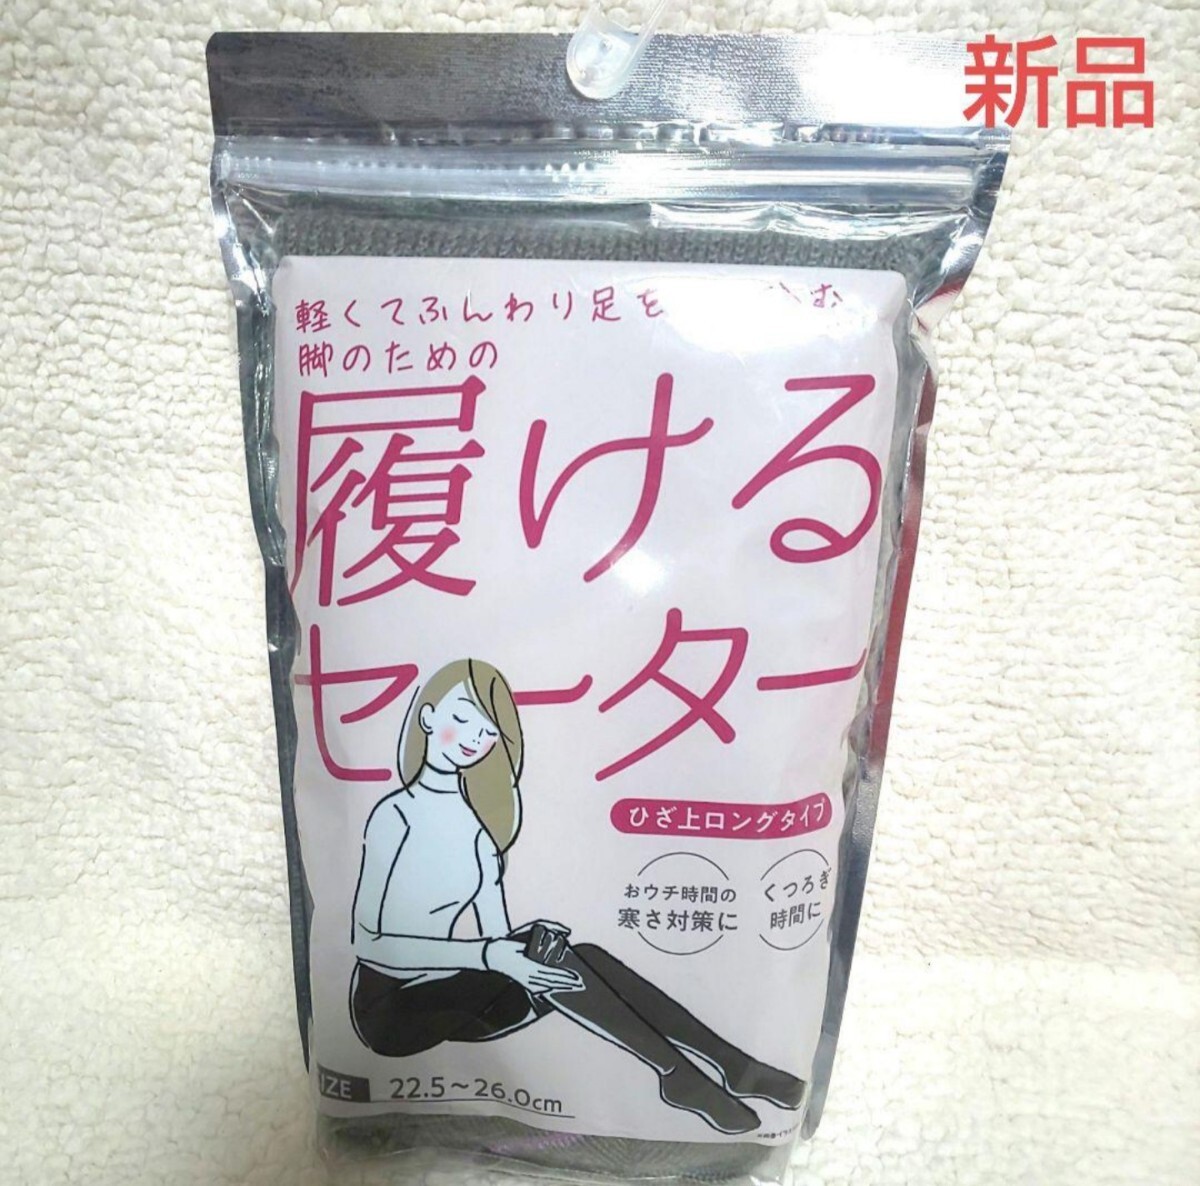 新品
軽くてふんわり足を
む
脚のための
履ける
セーター
ひざ上ロングタイプ
おウチ時間の
寒さ対策に
くつろぎ
時間に
IZE 22.5〜26.0cm